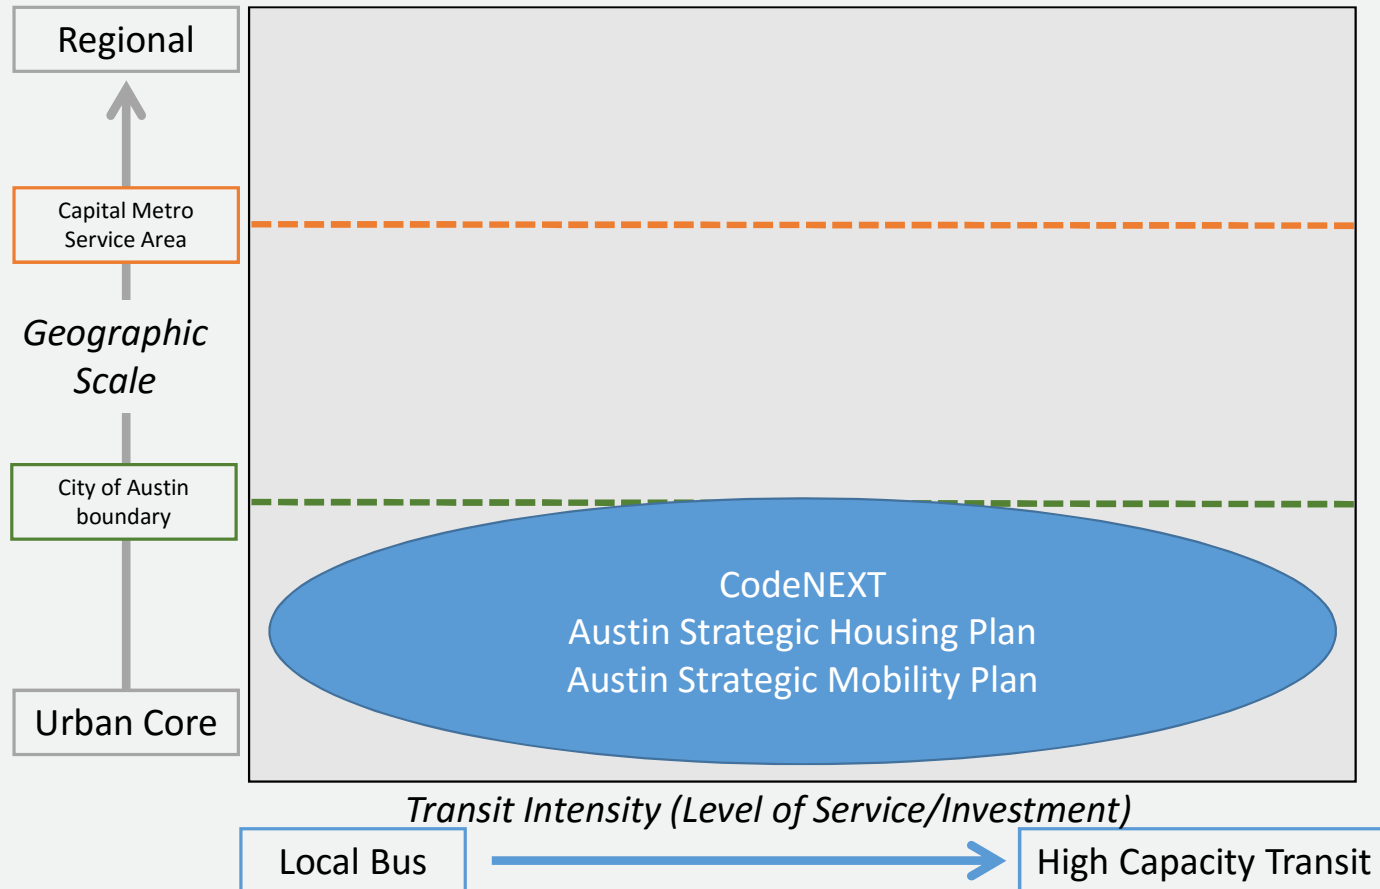 Regional
Capital Metro
Service Area
Geographic
Scale
City of Austin
boundary
CodeNEXT
Austin Strategic Housing Plan
Austin Strategic Mobility Plan
Urban Core
Transit Intensity (Level of Service/Investment)
Local Bus
High Capacity Transit